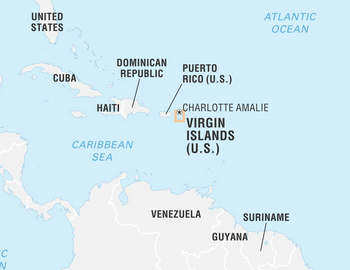 UNITED
STATES
ATLANTIC
OCEAN
DOMINICAN
REPUBLIC
PUERTO
RICO (U.S.)
CUBA
HAITI
CHARLOTTE AMALIE
VIRGIN
ISLANDS
(U.S.)
CARIBBEAN
SEA
VENEZUELA
SURINAME
GUYANA
IC